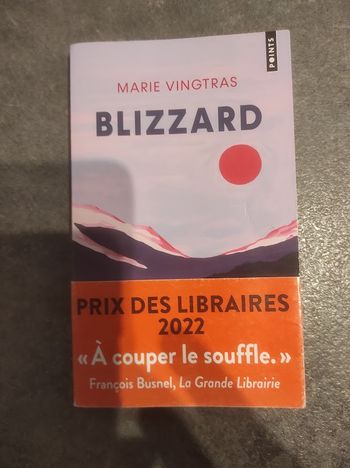 POINTS
MARIE VINGTRAS
BLIZZARD
PRIX DES LIBRAIRES
2022
« À couper le souffle. »
François Busnel, La Grande Librairie